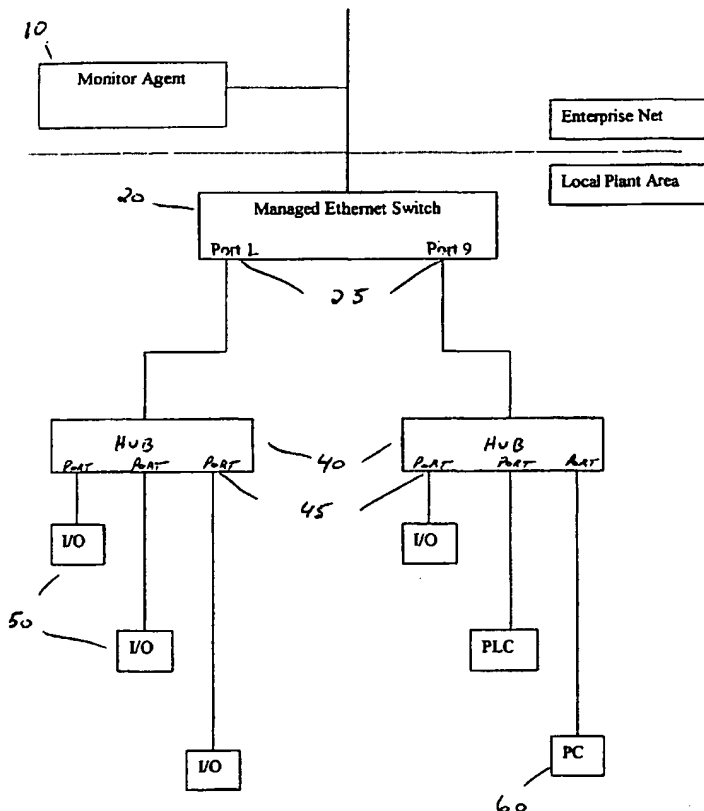 10
Monitor Agent
Enterprise Net
Local Plant Area
20
Managed Ethernet Switch
Port 1 Port 9
25
HUB
PORT PORT PORT
40
HUB
PORT PORT PORT
45
I/O
I/O
50
I/O
PLC
I/O
PC
60